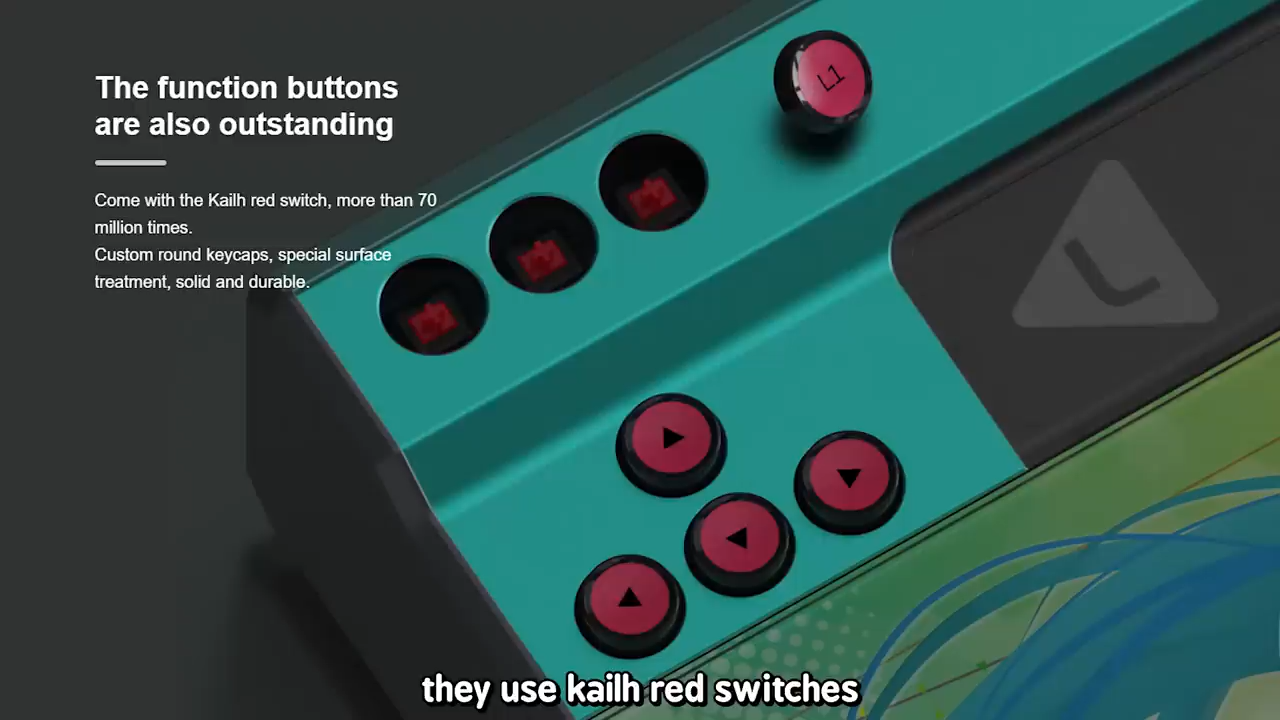 The function buttons
are also outstanding
Come with the Kailh red switch, more than 70
million times.
Custom round keycaps, special surface
treatment, solid and durable.
L1
they use kailh red switches